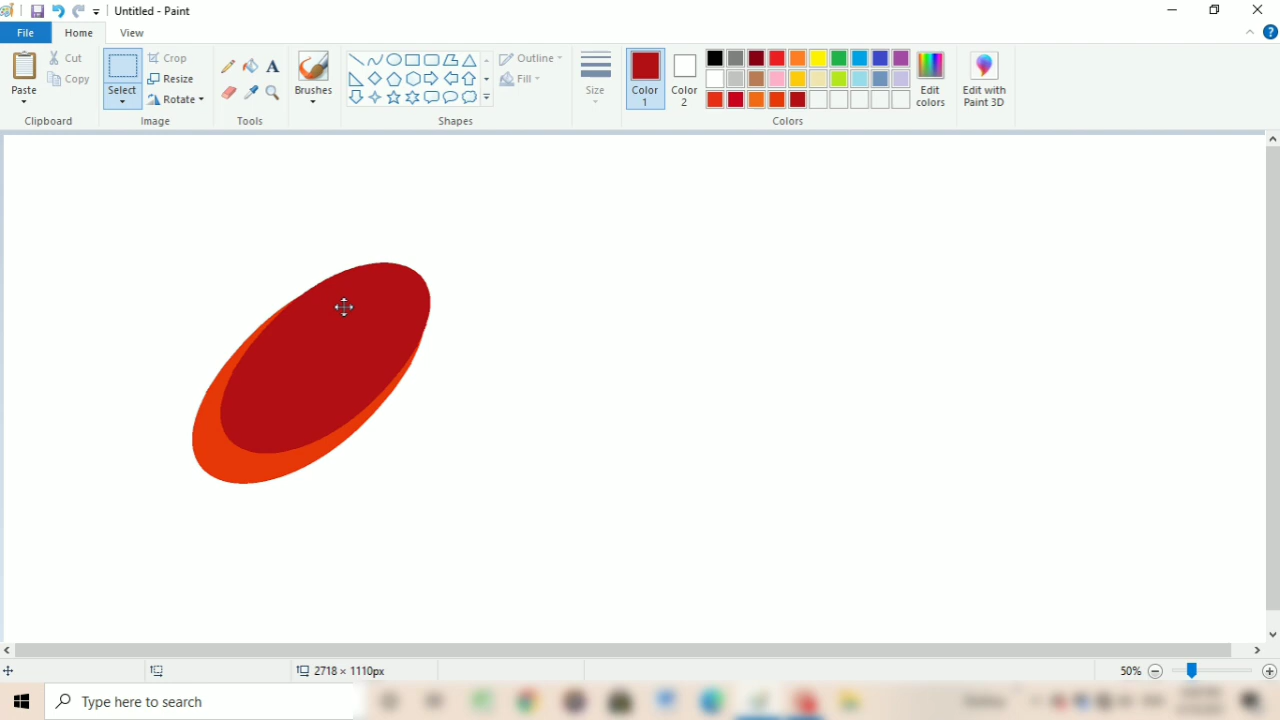 Untitled - Paint
File Home View
Paste
Cut
Copy
Clipboard
Select
Crop
Resize
Rotate
Image
A
Tools
Brushes
Shapes
Outline
Fill
Size
Color 1
Color 2
Edit colors
Colors
Edit with Paint 3D
?
2718 × 1110px
50%
Type here to search